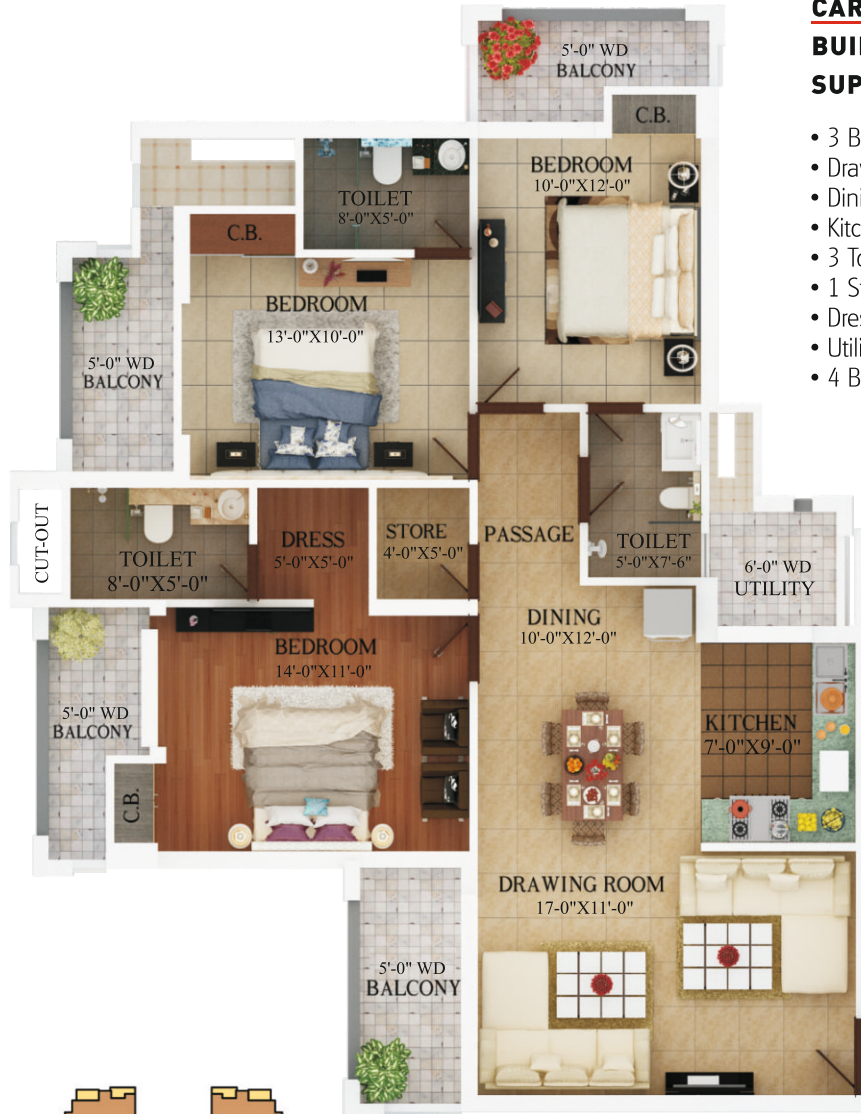 5'-0" WD
BALCONY
C.B.
BEDROOM
10'-0"X12'-0"
TOILET
8'-0"X5'-0"
C.B.
BEDROOM
13'-0"X10'-0"
5'-0" WD
BALCONY
CUT-OUT
TOILET
8'-0"X5'-0"
DRESS
5'-0"X5'-0"
STORE
4'-0"X5'-0"
PASSAGE
TOILET
5'-0"X7'-6"
6'-0" WD
UTILITY
DINING
10'-0"X12'-0"
BEDROOM
14'-0"X11'-0"
5'-0" WD
BALCONY
C.B.
KITCHEN
7'-0"X9'-0"
DRAWING ROOM
17-0"X11'-0"
5'-0" WD
BALCONY
CAR
BUI
SUP
• 3 B
• Dra
• Dini
• Kitc
• 3 To
• 1 St
• Dres
• Utili
• 4 B